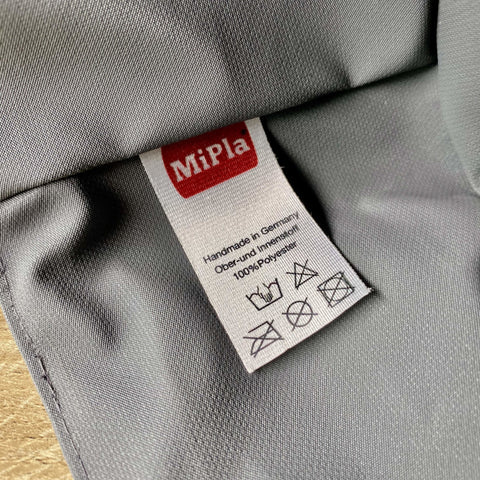 MiPla
Handmade in Germany
Ober-und Innenstoff
100%Polyester